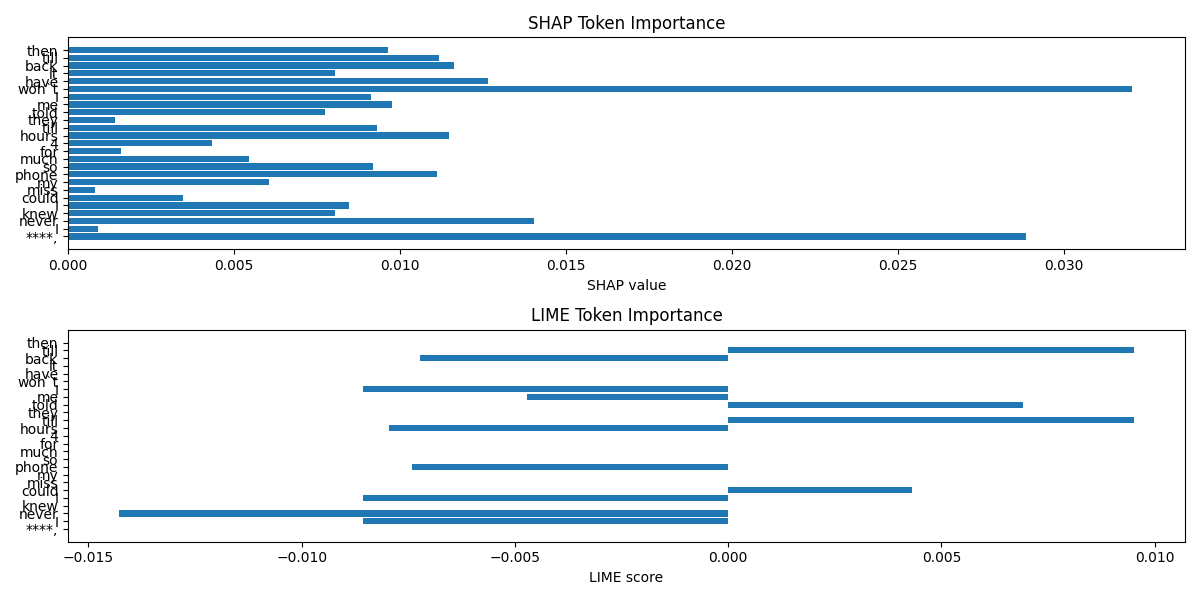 SHAP Token Importance
then
till
back
it
have
won't
I
me
told
they
till
hours
4
for
much
so
phone
my
miss
could
I
knew
never
I
****,
0.000 0.005 0.010 0.015 0.020 0.025 0.030
SHAP value
LIME Token Importance
then
till
back
it
have
won't
I
me
told
they
till
hours
4
for
much
so
phone
my
miss
could
I
knew
never
I
****,
−0.015 −0.010 −0.005 0.000 0.005 0.010
LIME score